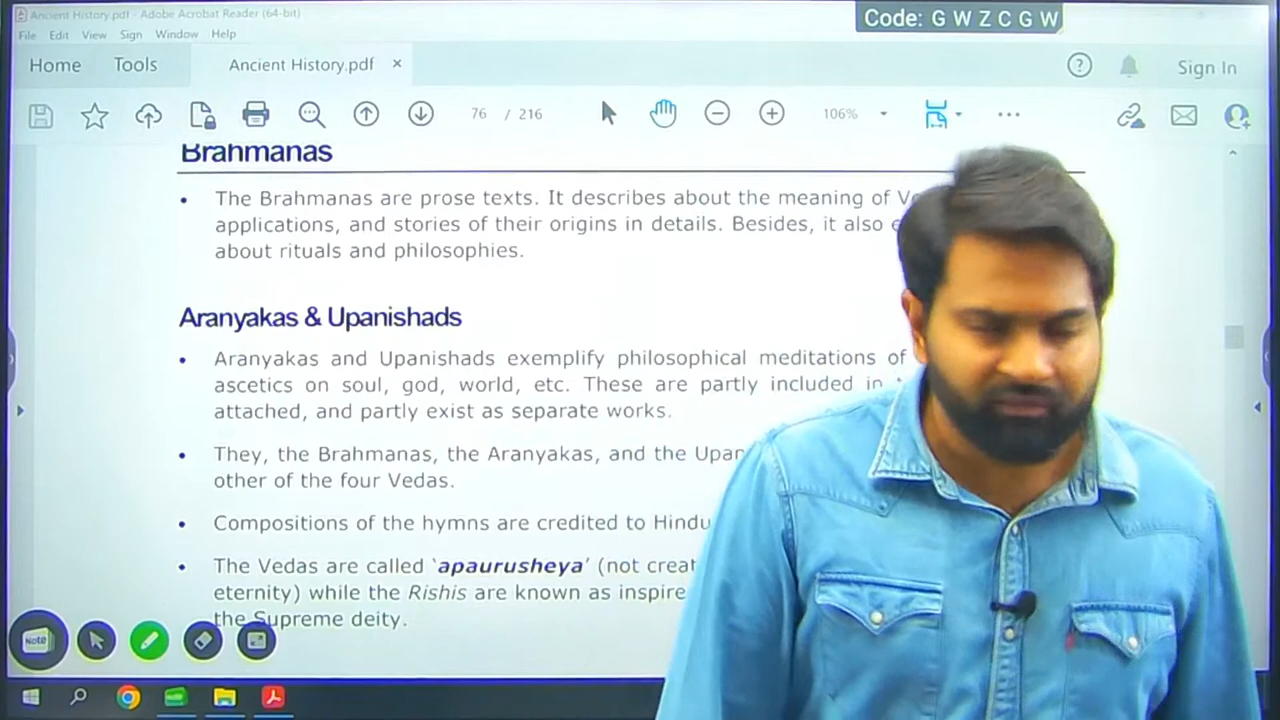 Ancient History.pdf - Adobe Acrobat Reader (64-bit)
Code: G W Z C G W
File Edit View Sign Window Help
Home Tools Ancient History.pdf × Sign In
76 / 216 106%
Brahmanas
• The Brahmanas are prose texts. It describes about the meaning of
applications, and stories of their origins in details. Besides, it also
about rituals and philosophies.
Aranyakas & Upanishads
• Aranyakas and Upanishads exemplify philosophical meditations of
ascetics on soul, god, world, etc. These are partly included in
attached, and partly exist as separate works.
• They, the Brahmanas, the Aranyakas, and the Upan
other of the four Vedas.
• Compositions of the hymns are credited to Hindu
• The Vedas are called ‘apaurusheya’ (not creat
eternity) while the Rishis are known as inspire
the Supreme deity.
Note